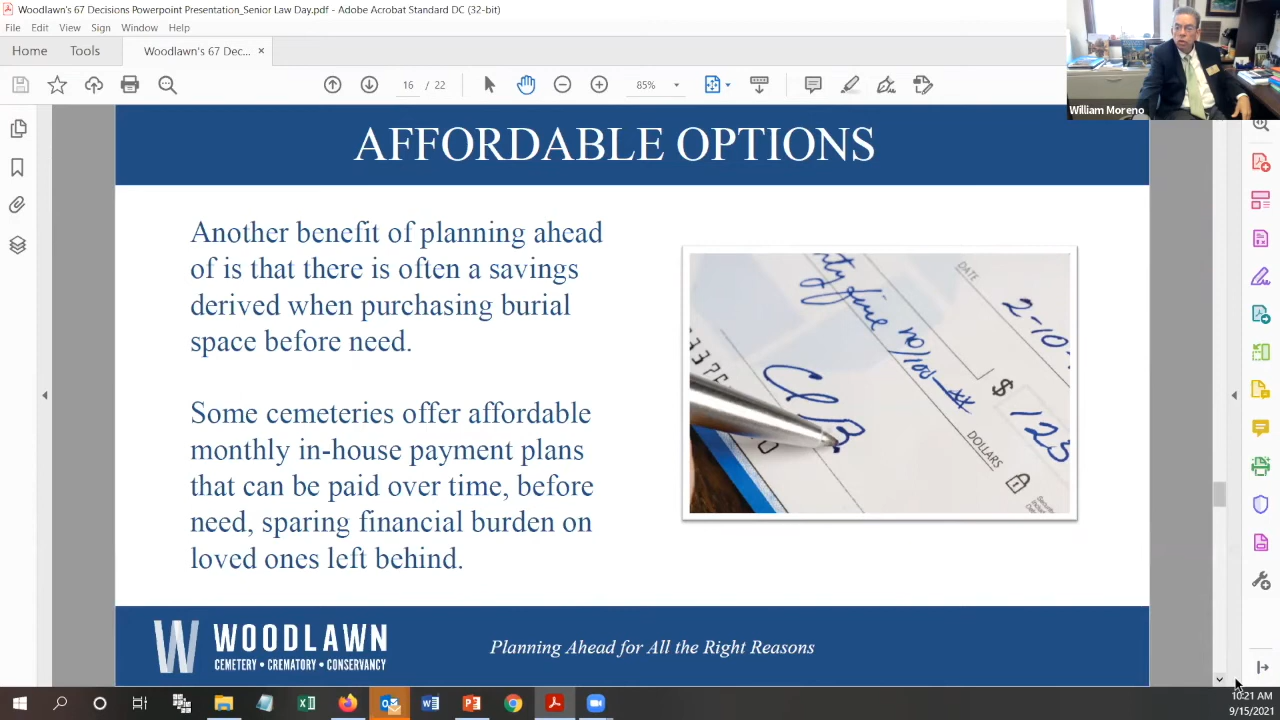 Woodlawn's 67 Decisions Powerpoint Presentation_Senior Law Day.pdf - Adobe Acrobat Standard DC (32-bit)
File Edit View Sign Window Help
Home Tools Woodlawn's 67 Dec... ×
16 / 22 85%
William Moreno
AFFORDABLE OPTIONS
Another benefit of planning ahead
of is that there is often a savings
derived when purchasing burial
space before need.
Some cemeteries offer affordable
monthly in-house payment plans
that can be paid over time, before
need, sparing financial burden on
loved ones left behind.
DATE
2-10
no/100
$ 123
DOLLARS
W WOODLAWN
CEMETERY • CREMATORY • CONSERVANCY
Planning Ahead for All the Right Reasons
10:21 AM
9/15/2021